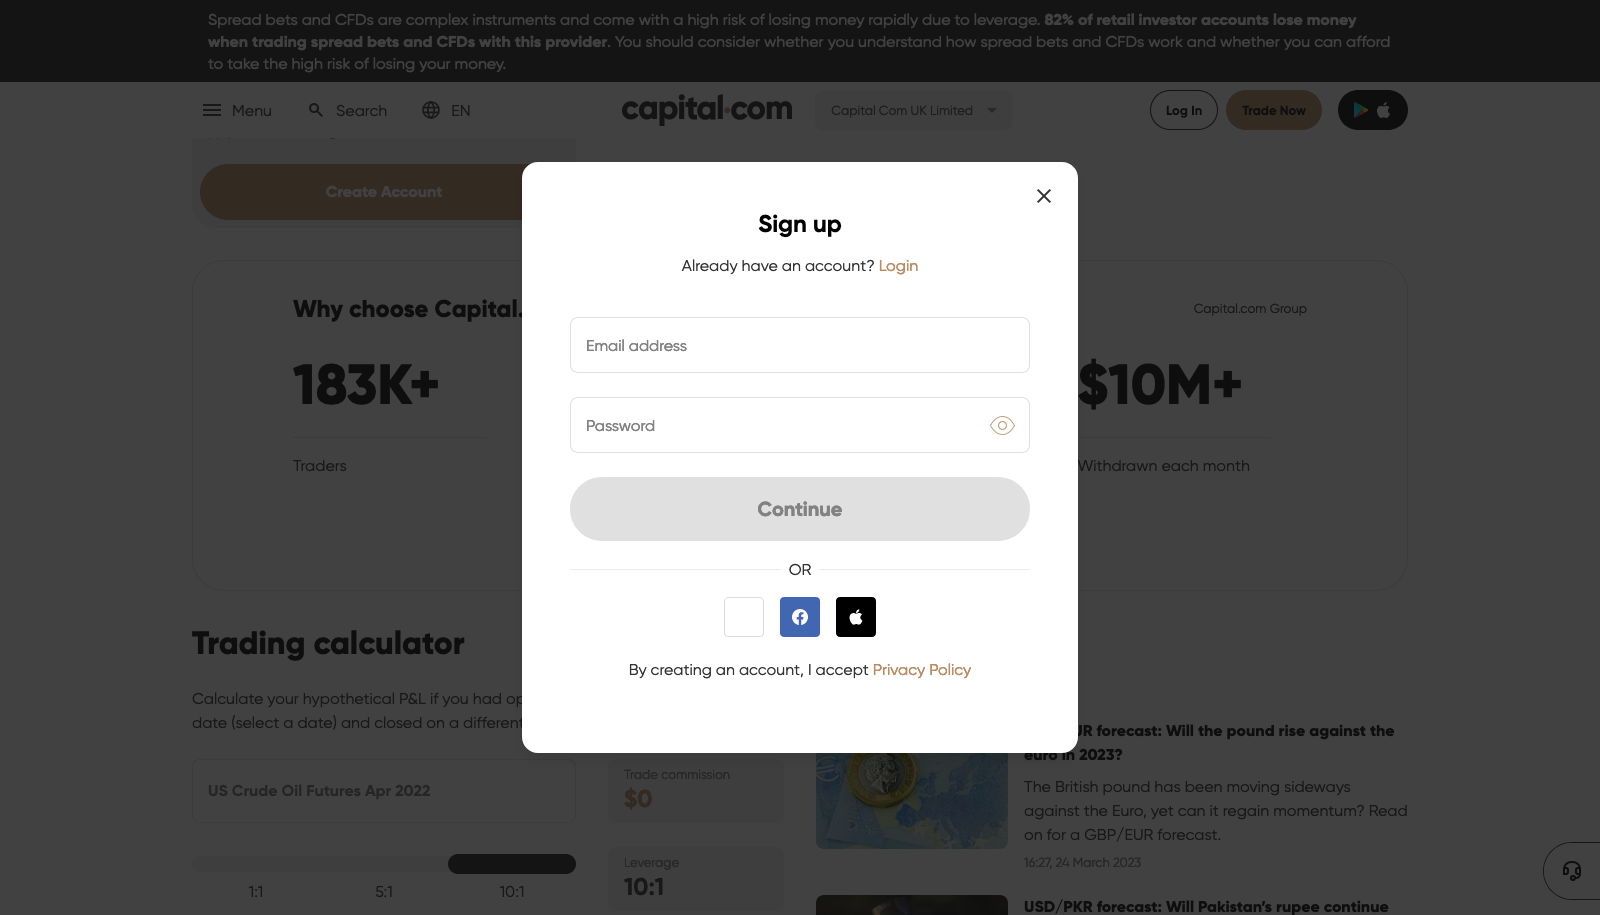 Spread bets and CFDs are complex instruments and come with a high risk of losing money rapidly due to leverage. 82% of retail investor accounts lose money
when trading spread bets and CFDs with this provider. You should consider whether you understand how spread bets and CFDs work and whether you can afford
to take the high risk of losing your money.
Menu
Search
EN
capital.com
Capital Com UK Limited
Log In
Trade Now
Create Account
Sign up
Already have an account? Login
Email address
Password
Continue
OR
By creating an account, I accept Privacy Policy
Why choose Capital.
Capital.com Group
183K+
$10M+
Traders
Withdrawn each month
Trading calculator
Calculate your hypothetical P&L if you had op
date (select a date) and closed on a different
US Crude Oil Futures Apr 2022
1:1
5:1
10:1
Trade commission
$0
Leverage
10:1
UR forecast: Will the pound rise against the
euro in 2023?
The British pound has been moving sideways
against the Euro, yet can it regain momentum? Read
on for a GBP/EUR forecast.
16:27, 24 March 2023
USD/PKR forecast: Will Pakistan's rupee continue